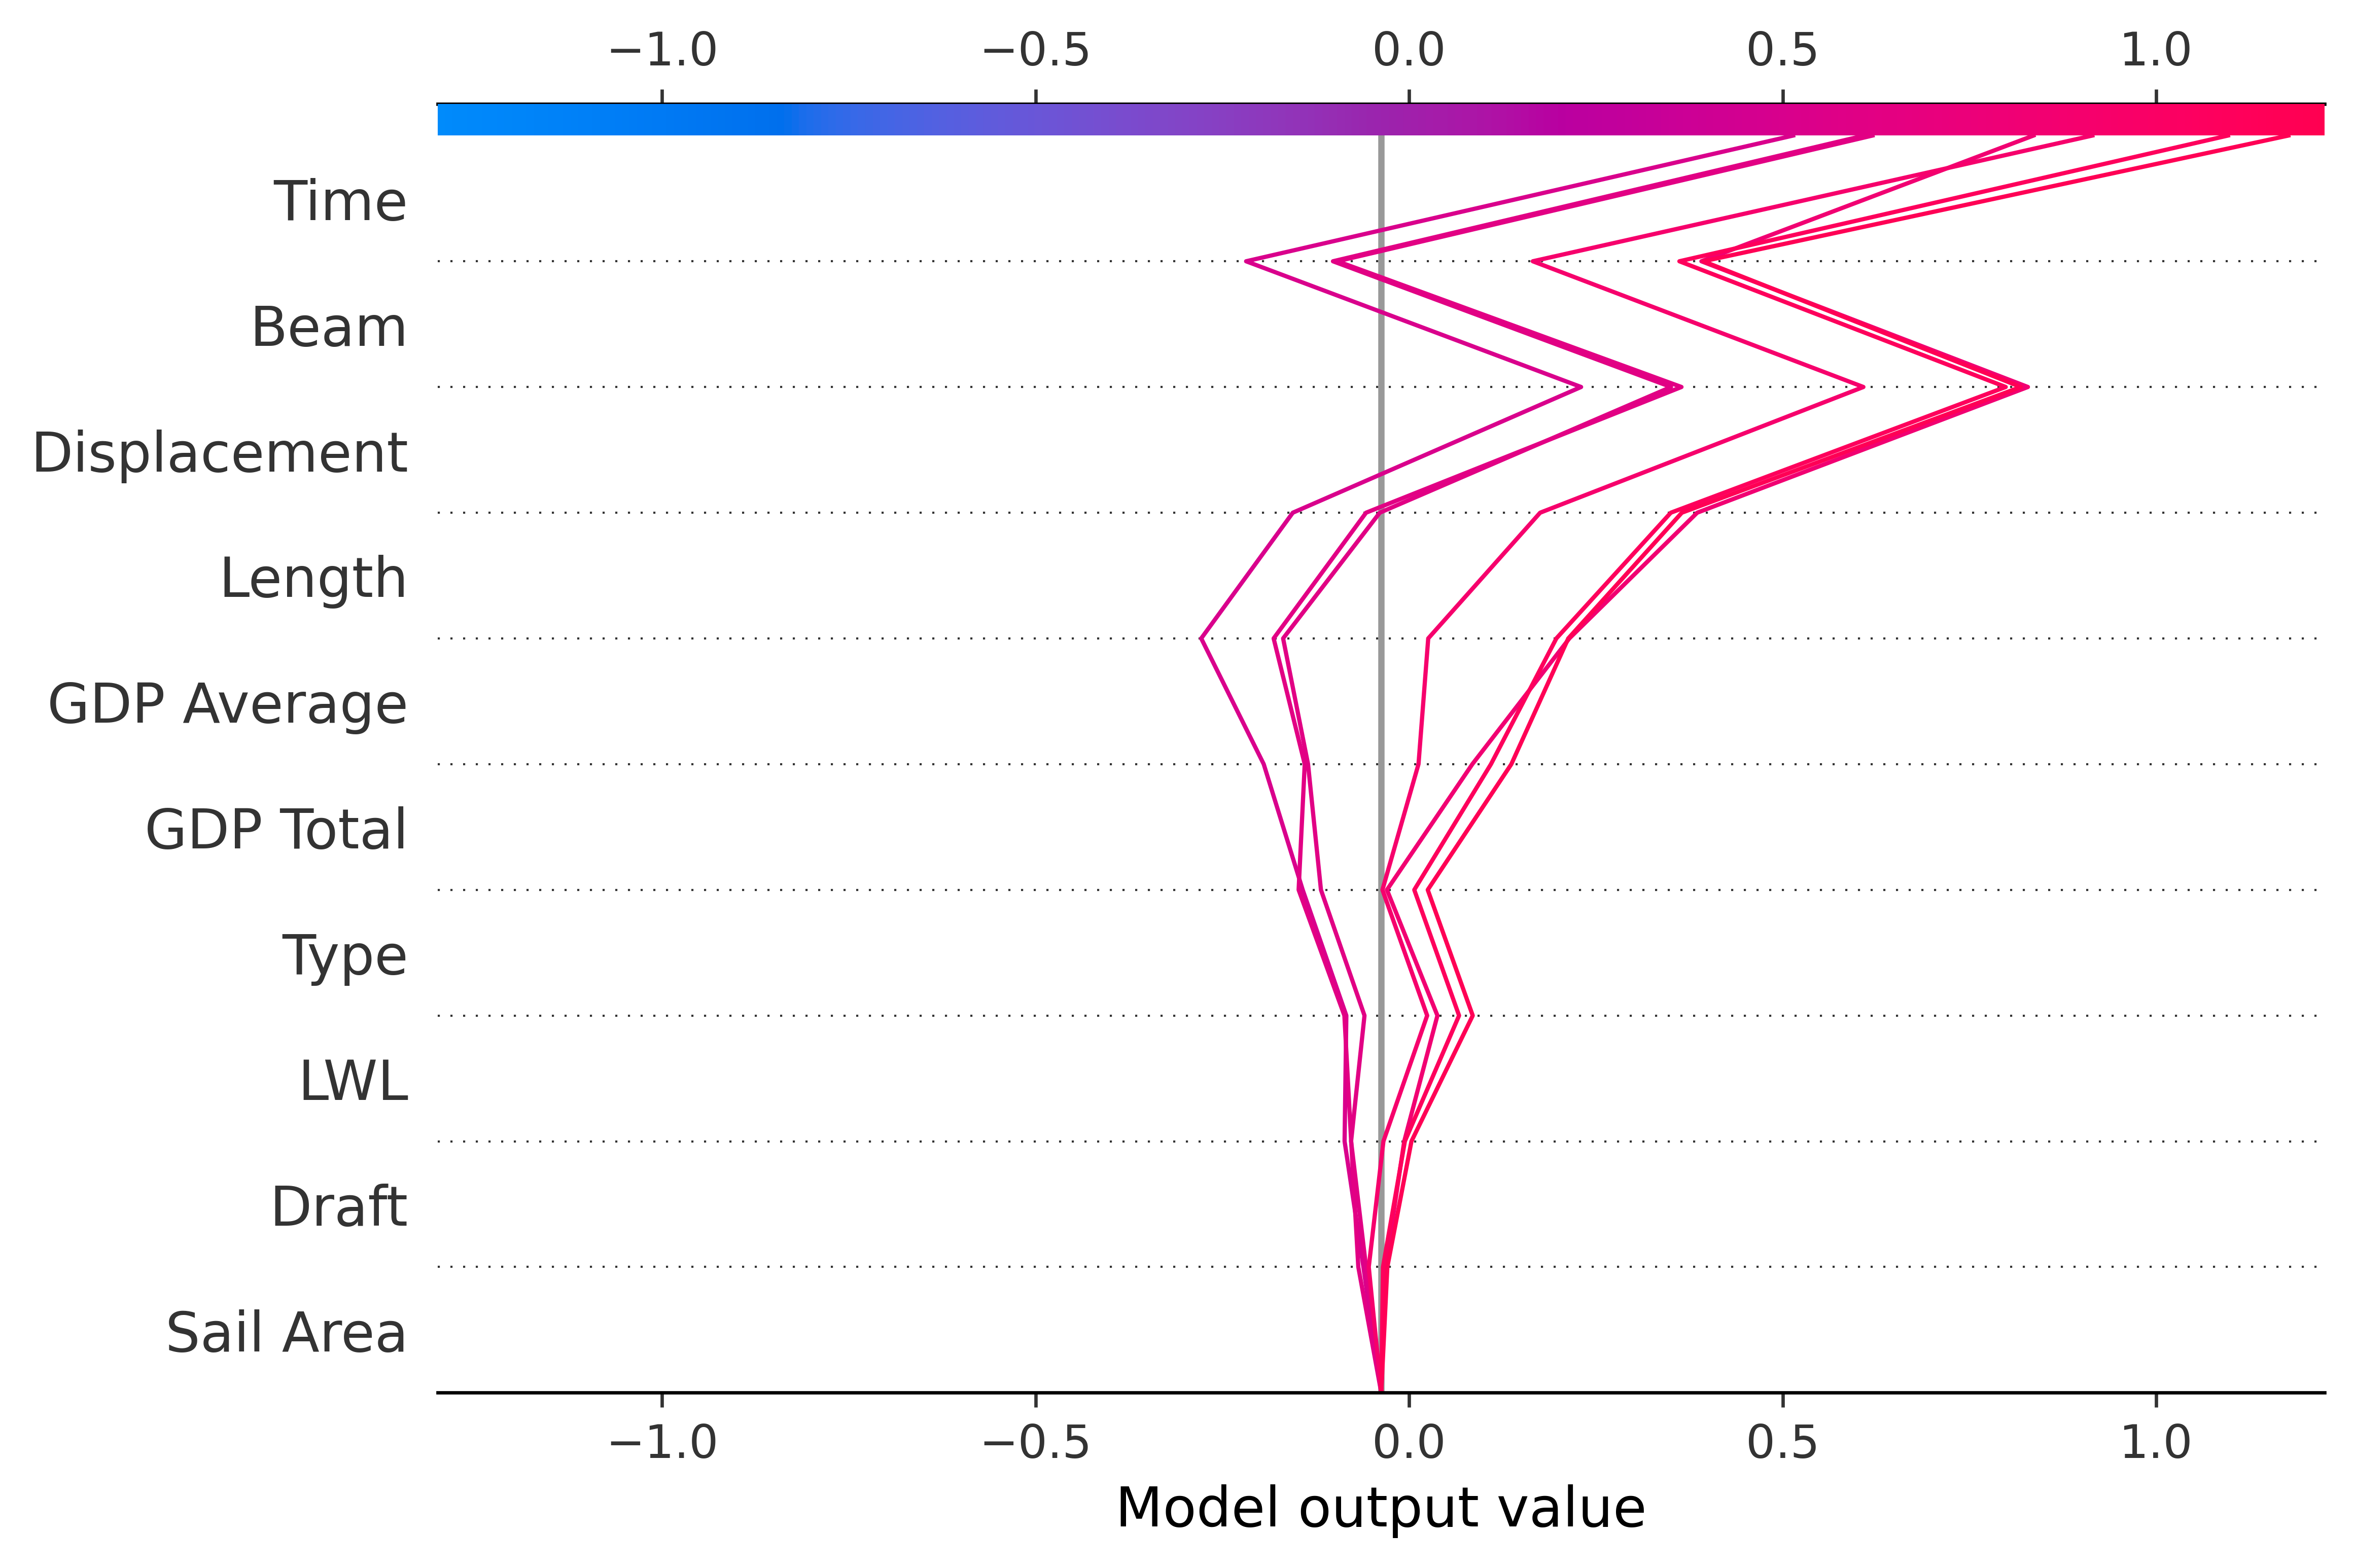 −1.0 −0.5 0.0 0.5 1.0
Time
Beam
Displacement
Length
GDP Average
GDP Total
Type
LWL
Draft
Sail Area
−1.0 −0.5 0.0 0.5 1.0
Model output value